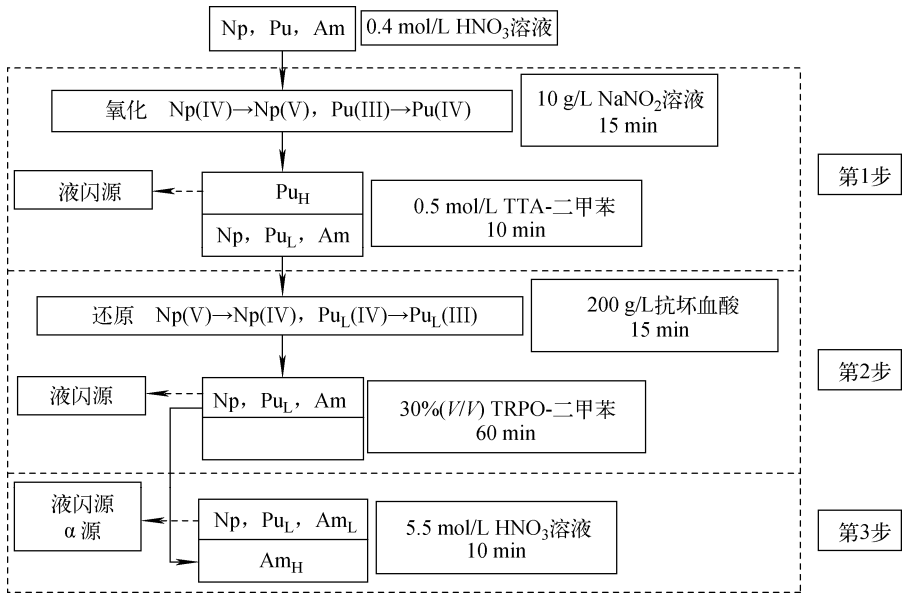 Np，Pu，Am
0.4 mol/L HNO₃溶液
氧化 Np(IV)→Np(V)，Pu(III)→Pu(IV)
10 g/L NaNO₂溶液
15 min
第1步
液闪源
Pu_H
Np，Pu_L，Am
0.5 mol/L TTA-二甲苯
10 min
还原 Np(V)→Np(IV)，Pu_L(IV)→Pu_L(III)
200 g/L抗坏血酸
15 min
第2步
液闪源
Np，Pu_L，Am
30%(V/V) TRPO-二甲苯
60 min
液闪源
α 源
Np，Pu_L，Am_L
Am_H
5.5 mol/L HNO₃溶液
10 min
第3步